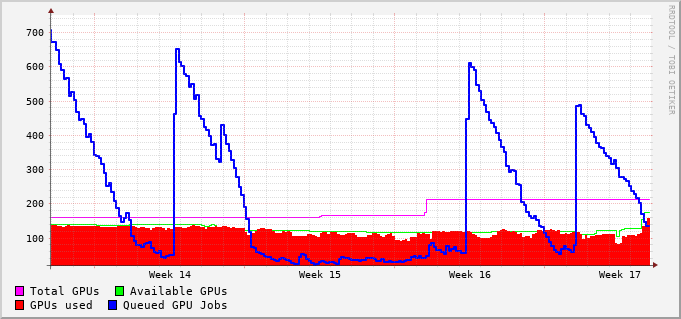 700
600
500
400
300
200
100
Week 14 Week 15 Week 16 Week 17
Total GPUs Available GPUs
GPUs used Queued GPU Jobs
RRDTOOL / TOBI OETIKER